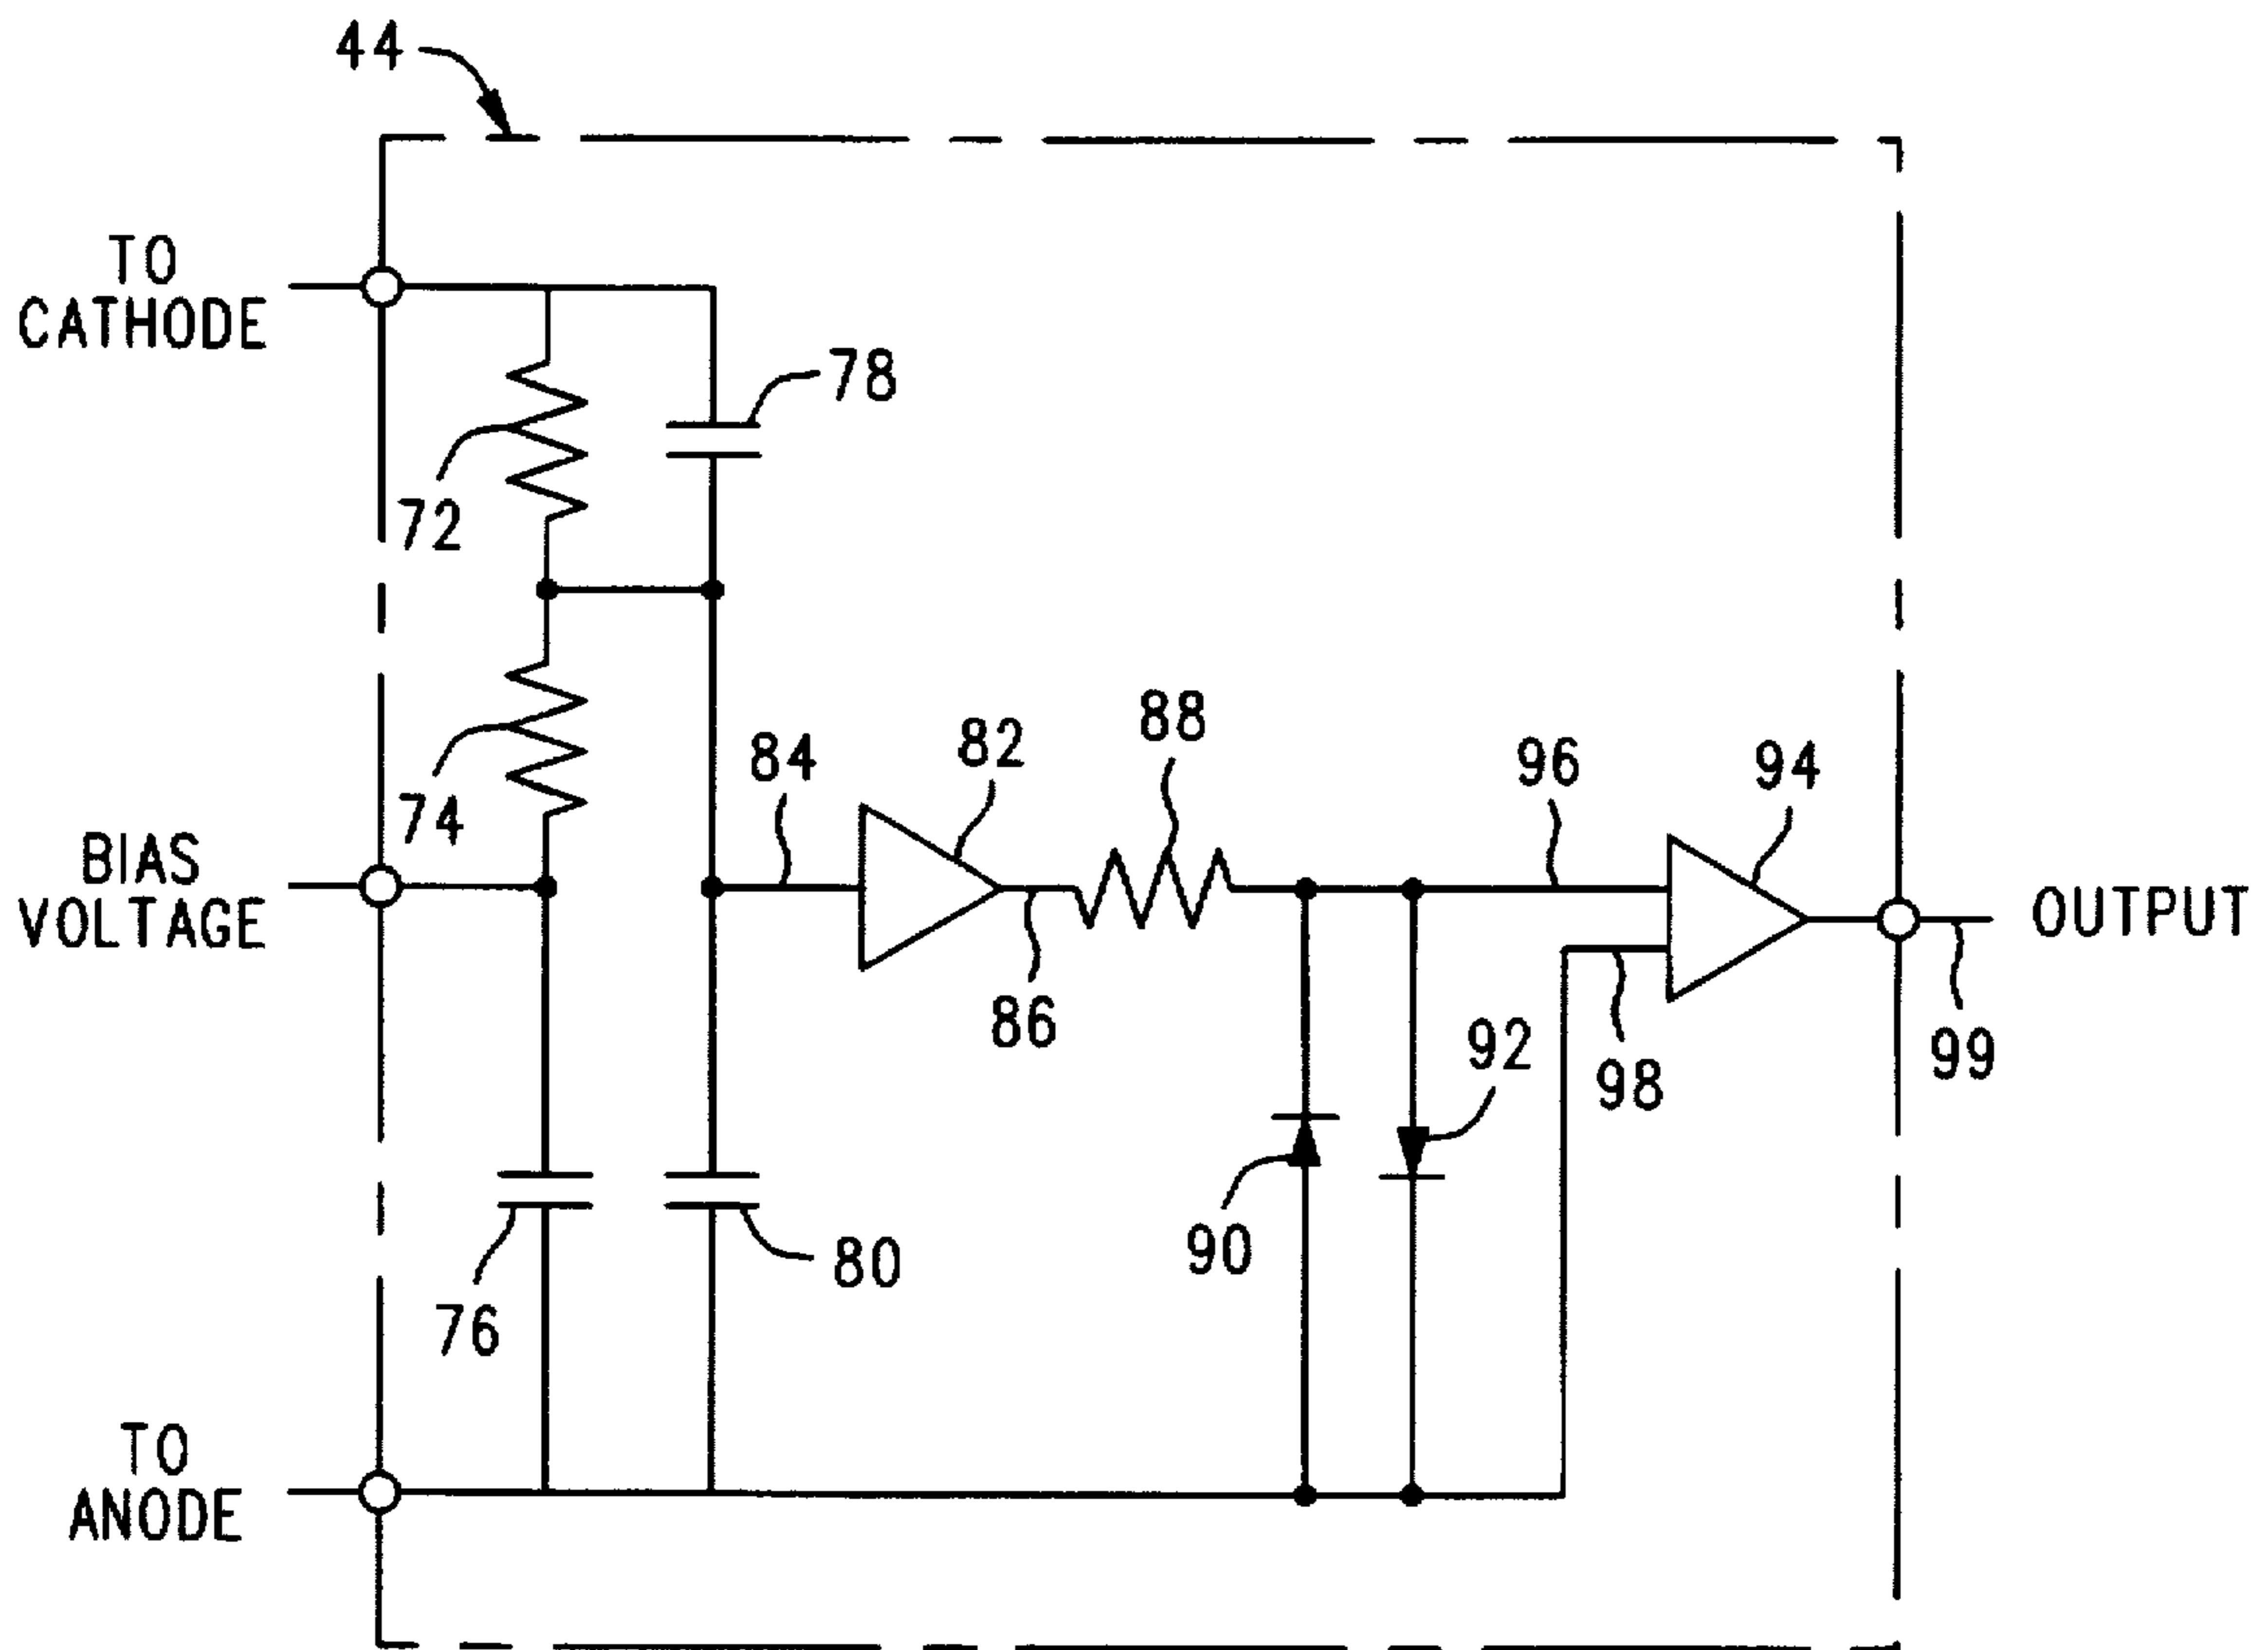 44
TO
CATHODE
78
72
74
BIAS
VOLTAGE
84
82
88
96
94
OUTPUT
86
92
98
99
90
80
76
TO
ANODE